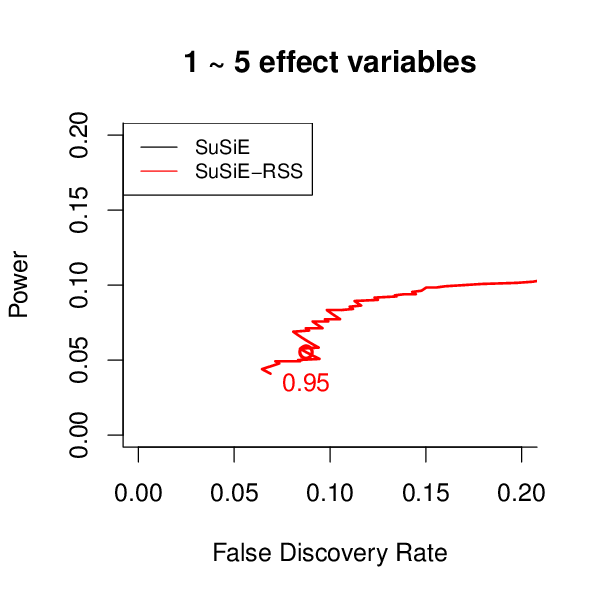 1 ~ 5 effect variables
SuSiE
SuSiE−RSS
Power
0.20
0.15
0.10
0.05
0.00
0.95
0.00 0.05 0.10 0.15 0.20
False Discovery Rate